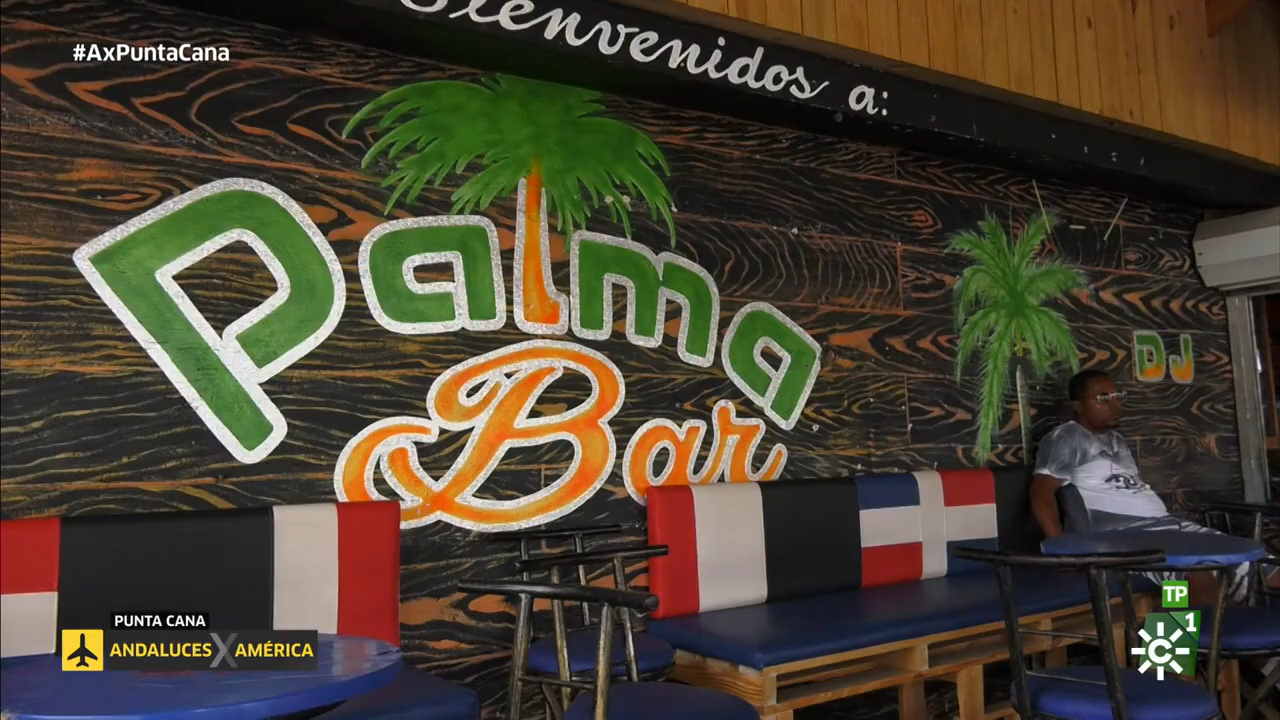 #AxPuntaCana
Bienvenidos a:
Palma
Bar
DJ
PUNTA CANA
ANDALUCES X AMÉRICA
TP
1
C